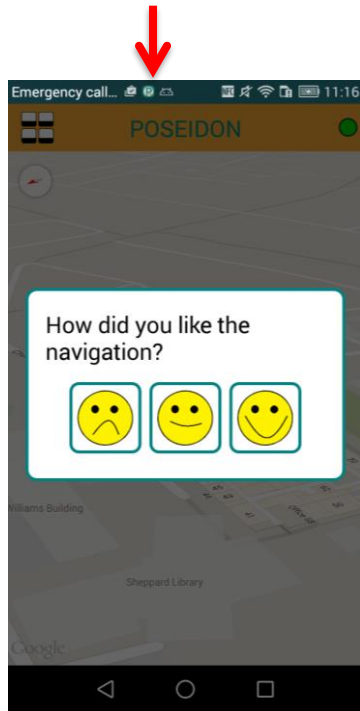 Emergency call... 11:16
POSEIDON
How did you like the
navigation?
Williams Building
Sheppard Library
Google